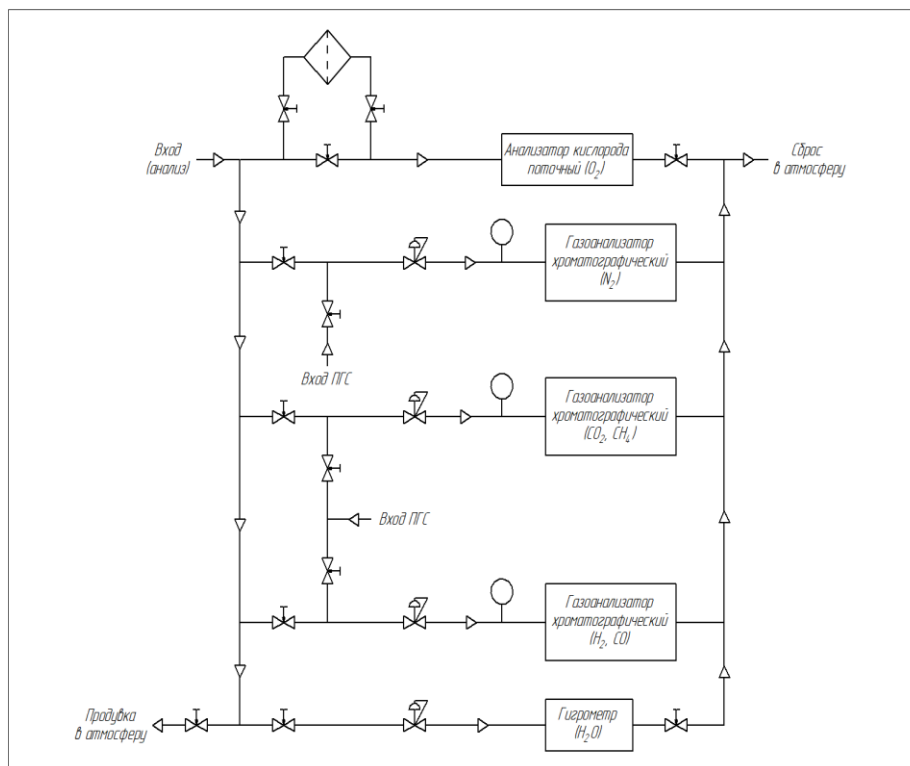 Вход
(анализ)
Анализатор кислорода
поточный (O₂)
Сброс
в атмосферу
Газоанализатор
хроматографический
(N₂)
Вход ПГС
Газоанализатор
хроматографический
(CO₂, CH₄)
Вход ПГС
Газоанализатор
хроматографический
(H₂, CO)
Продувка
в атмосферу
Гигрометр
(H₂O)